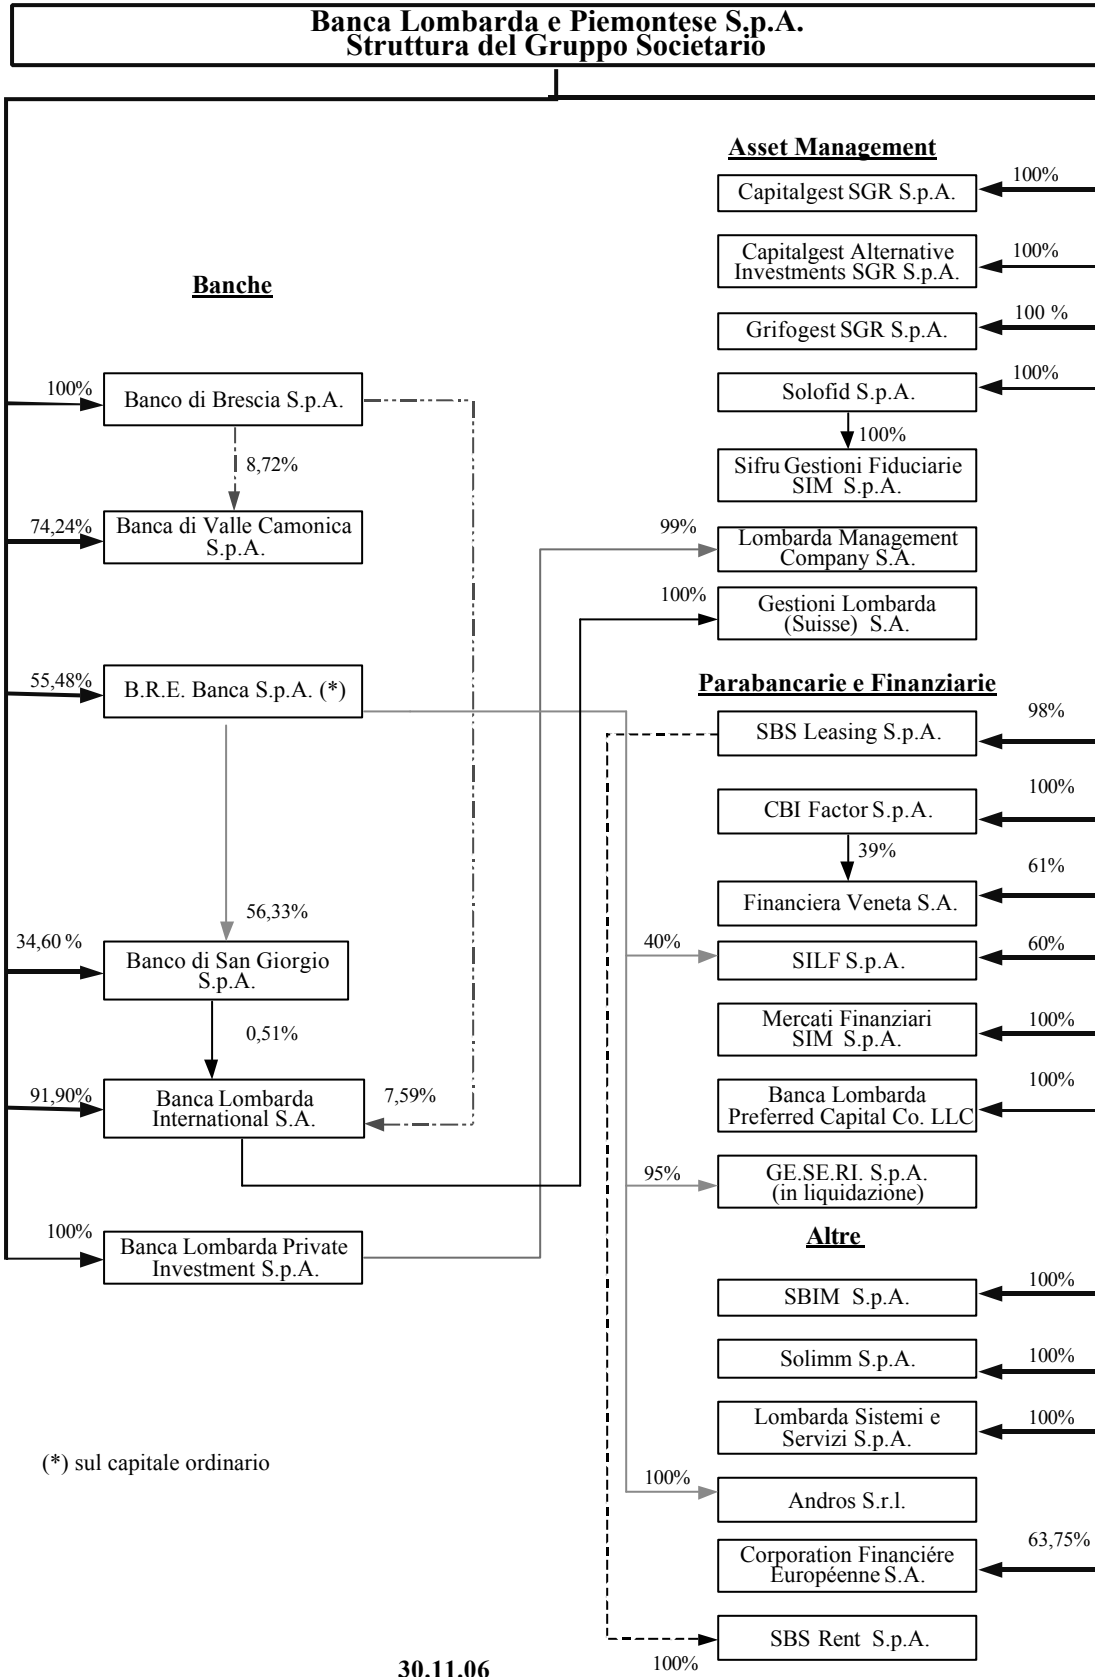 Banca Lombarda e Piemontese S.p.A.
Struttura del Gruppo Societario
Banche
100%
Banco di Brescia S.p.A.
8,72%
74,24%
Banca di Valle Camonica
S.p.A.
55,48%
B.R.E. Banca S.p.A. (*)
56,33%
34,60 %
Banco di San Giorgio
S.p.A.
0,51%
91,90%
Banca Lombarda
International S.A.
7,59%
100%
Banca Lombarda Private
Investment S.p.A.
(*) sul capitale ordinario
Asset Management
Capitalgest SGR S.p.A.
100%
Capitalgest Alternative
Investments SGR S.p.A.
100%
Grifogest SGR S.p.A.
100 %
Solofid S.p.A.
100%
100%
Sifru Gestioni Fiduciarie
SIM S.p.A.
99%
Lombarda Management
Company S.A.
100%
Gestioni Lombarda
(Suisse) S.A.
Parabancarie e Finanziarie
SBS Leasing S.p.A.
98%
CBI Factor S.p.A.
100%
39%
Financiera Veneta S.A.
61%
40%
SILF S.p.A.
60%
Mercati Finanziari
SIM S.p.A.
100%
Banca Lombarda
Preferred Capital Co. LLC
100%
95%
GE.SE.RI. S.p.A.
(in liquidazione)
Altre
SBIM S.p.A.
100%
Solimm S.p.A.
100%
Lombarda Sistemi e
Servizi S.p.A.
100%
100%
Andros S.r.l.
Corporation Financiére
Européenne S.A.
63,75%
SBS Rent S.p.A.
100%
30.11.06